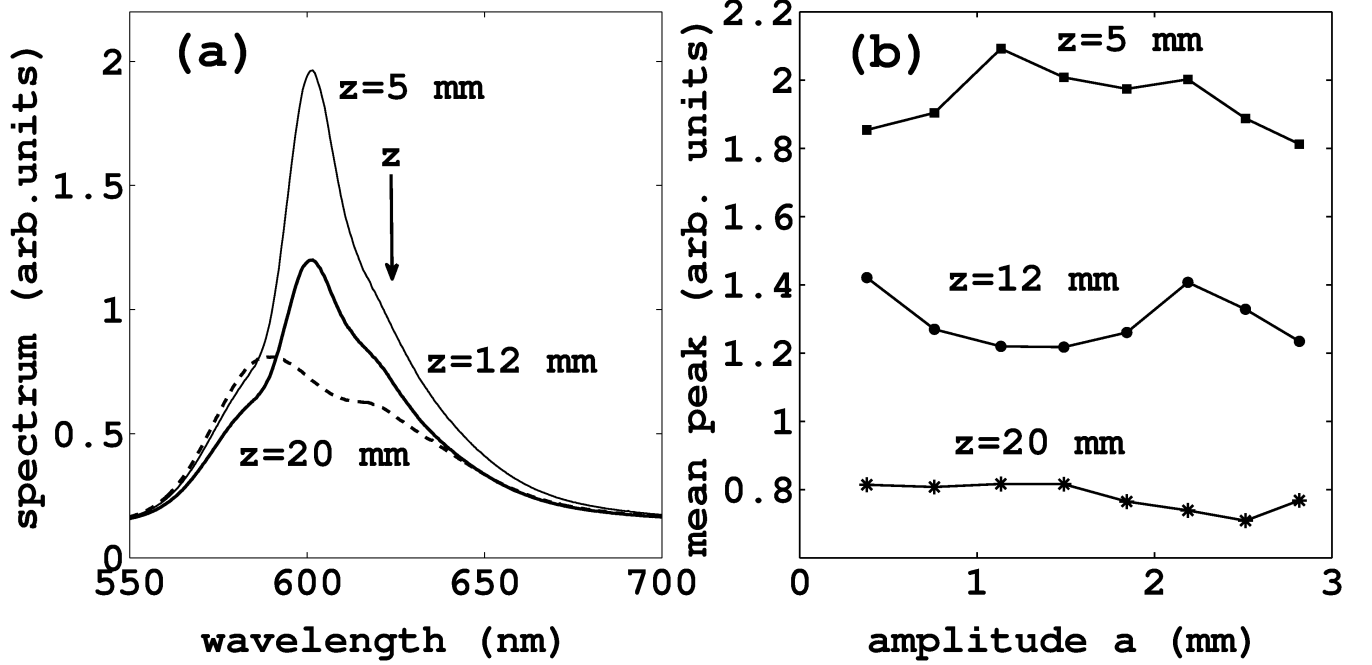 (a)
z=5 mm
z
z=12 mm
z=20 mm
2
1.5
1
0.5
0
550 600 650 700
spectrum (arb.units)
wavelength (nm)
(b)
z=5 mm
z=12 mm
z=20 mm
2.2
2
1.8
1.6
1.4
1.2
1
0.8
0 1 2 3
mean peak (arb. units)
amplitude a (mm)